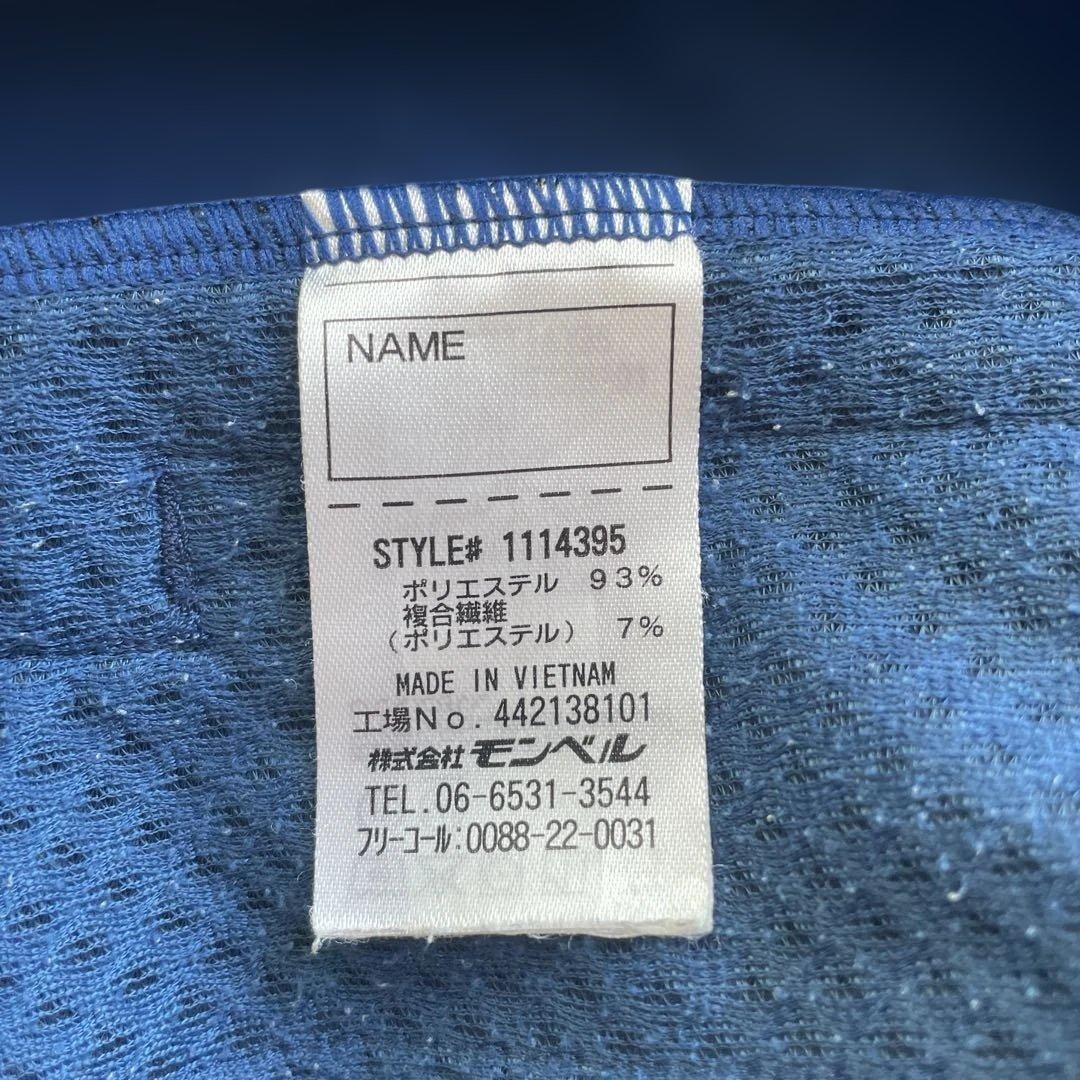 NAME
STYLE# 1114395
ポリエステル 93%
複合繊維
(ポリエステル) 7%
MADE IN VIETNAM
工場No.442138101
株式会社モンベル
TEL.06-6531-3544
フリーコール:0088-22-0031